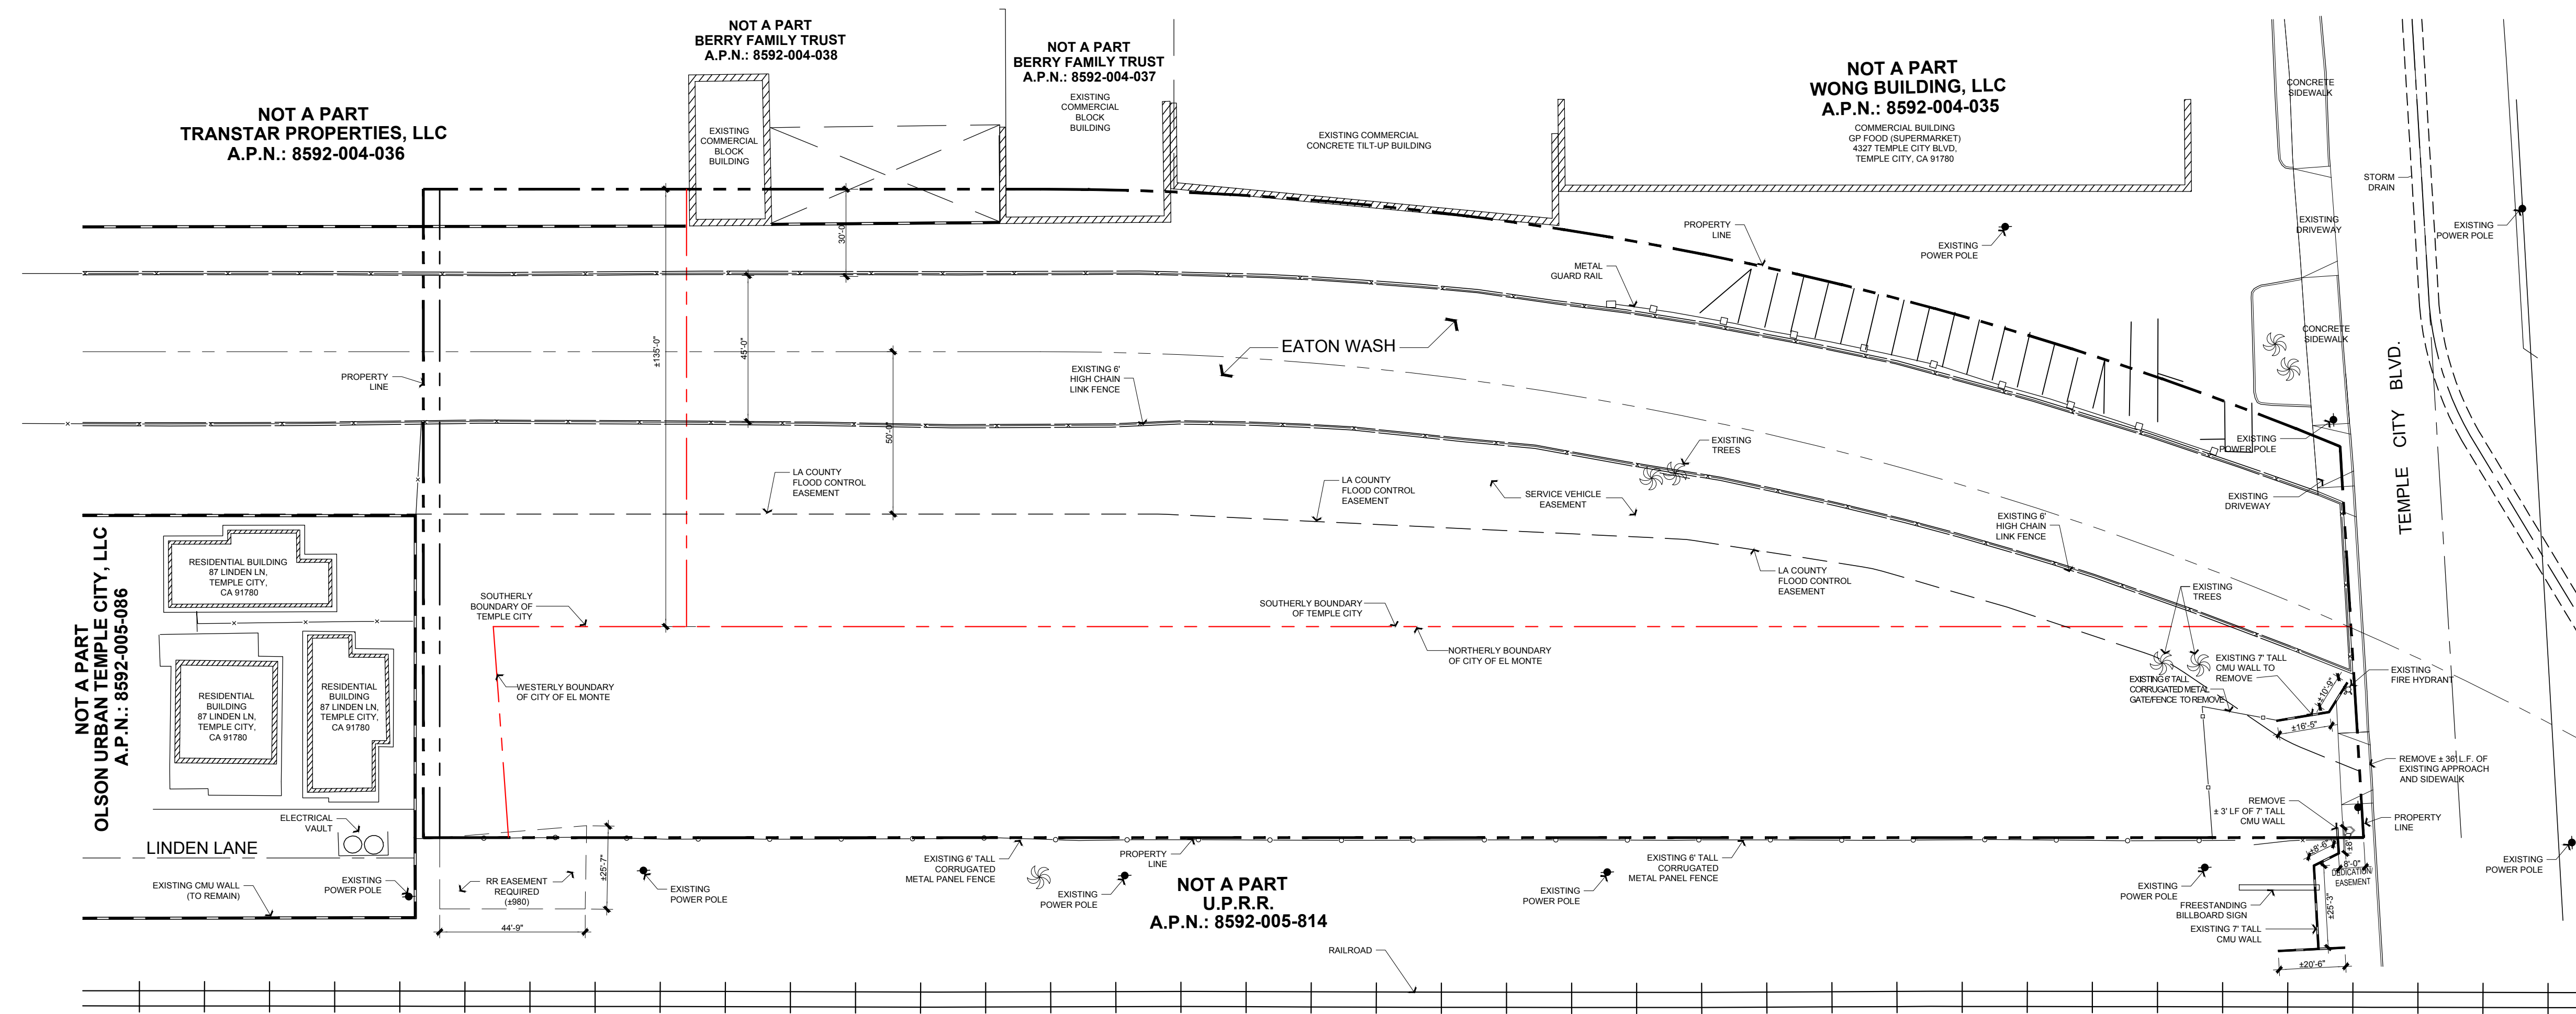 NOT A PART
BERRY FAMILY TRUST
A.P.N.: 8592-004-038
NOT A PART
BERRY FAMILY TRUST
A.P.N.: 8592-004-037
EXISTING
COMMERCIAL
BLOCK
BUILDING
NOT A PART
WONG BUILDING, LLC
A.P.N.: 8592-004-035
COMMERCIAL BUILDING
GP FOOD (SUPERMARKET)
4327 TEMPLE CITY BLVD,
TEMPLE CITY, CA 91780
CONCRETE
SIDEWALK
NOT A PART
TRANSTAR PROPERTIES, LLC
A.P.N.: 8592-004-036
EXISTING
COMMERCIAL
BLOCK
BUILDING
EXISTING COMMERCIAL
CONCRETE TILT-UP BUILDING
STORM
DRAIN
30'-0"
PROPERTY
LINE
EXISTING
POWER POLE
EXISTING
DRIVEWAY
EXISTING
POWER POLE
METAL
GUARD RAIL
±135'-0"
45'-0"
EATON WASH
CONCRETE
SIDEWALK
PROPERTY
LINE
EXISTING 6'
HIGH CHAIN
LINK FENCE
TEMPLE CITY BLVD.
50'-0"
EXISTING
TREES
EXISTING
POWER POLE
LA COUNTY
FLOOD CONTROL
EASEMENT
LA COUNTY
FLOOD CONTROL
EASEMENT
SERVICE VEHICLE
EASEMENT
EXISTING
DRIVEWAY
EXISTING 6'
HIGH CHAIN
LINK FENCE
NOT A PART
OLSON URBAN TEMPLE CITY, LLC
A.P.N.: 8592-005-086
RESIDENTIAL BUILDING
87 LINDEN LN,
TEMPLE CITY,
CA 91780
LA COUNTY
FLOOD CONTROL
EASEMENT
EXISTING
TREES
SOUTHERLY
BOUNDARY OF
TEMPLE CITY
SOUTHERLY BOUNDARY
OF TEMPLE CITY
NORTHERLY BOUNDARY
OF CITY OF EL MONTE
WESTERLY BOUNDARY
OF CITY OF EL MONTE
RESIDENTIAL
BUILDING
87 LINDEN LN,
TEMPLE CITY,
CA 91780
RESIDENTIAL
BUILDING
87 LINDEN LN,
TEMPLE CITY,
CA 91780
EXISTING 7' TALL
CMU WALL TO
REMOVE
EXISTING
FIRE HYDRANT
EXISTING 6' TALL
CORRUGATED METAL
GATE/FENCE TO REMOVE
±10'-9"
±16'-5"
REMOVE ± 36' L.F. OF
EXISTING APPROACH
AND SIDEWALK
REMOVE
± 3' LF OF 7' TALL
CMU WALL
PROPERTY
LINE
ELECTRICAL
VAULT
LINDEN LANE
EXISTING CMU WALL
(TO REMAIN)
EXISTING
POWER POLE
RR EASEMENT
REQUIRED
(±980)
±25'-7"
44'-9"
EXISTING
POWER POLE
EXISTING 6' TALL
CORRUGATED
METAL PANEL FENCE
PROPERTY
LINE
EXISTING
POWER POLE
NOT A PART
U.P.R.R.
A.P.N.: 8592-005-814
EXISTING
POWER POLE
EXISTING 6' TALL
CORRUGATED
METAL PANEL FENCE
±8'-6"
8'-0"
DEDICATION/
EASEMENT
EXISTING
POWER POLE
EXISTING
POWER POLE
FREESTANDING
BILLBOARD SIGN
±25'-3"
EXISTING 7' TALL
CMU WALL
±20'-6"
RAILROAD